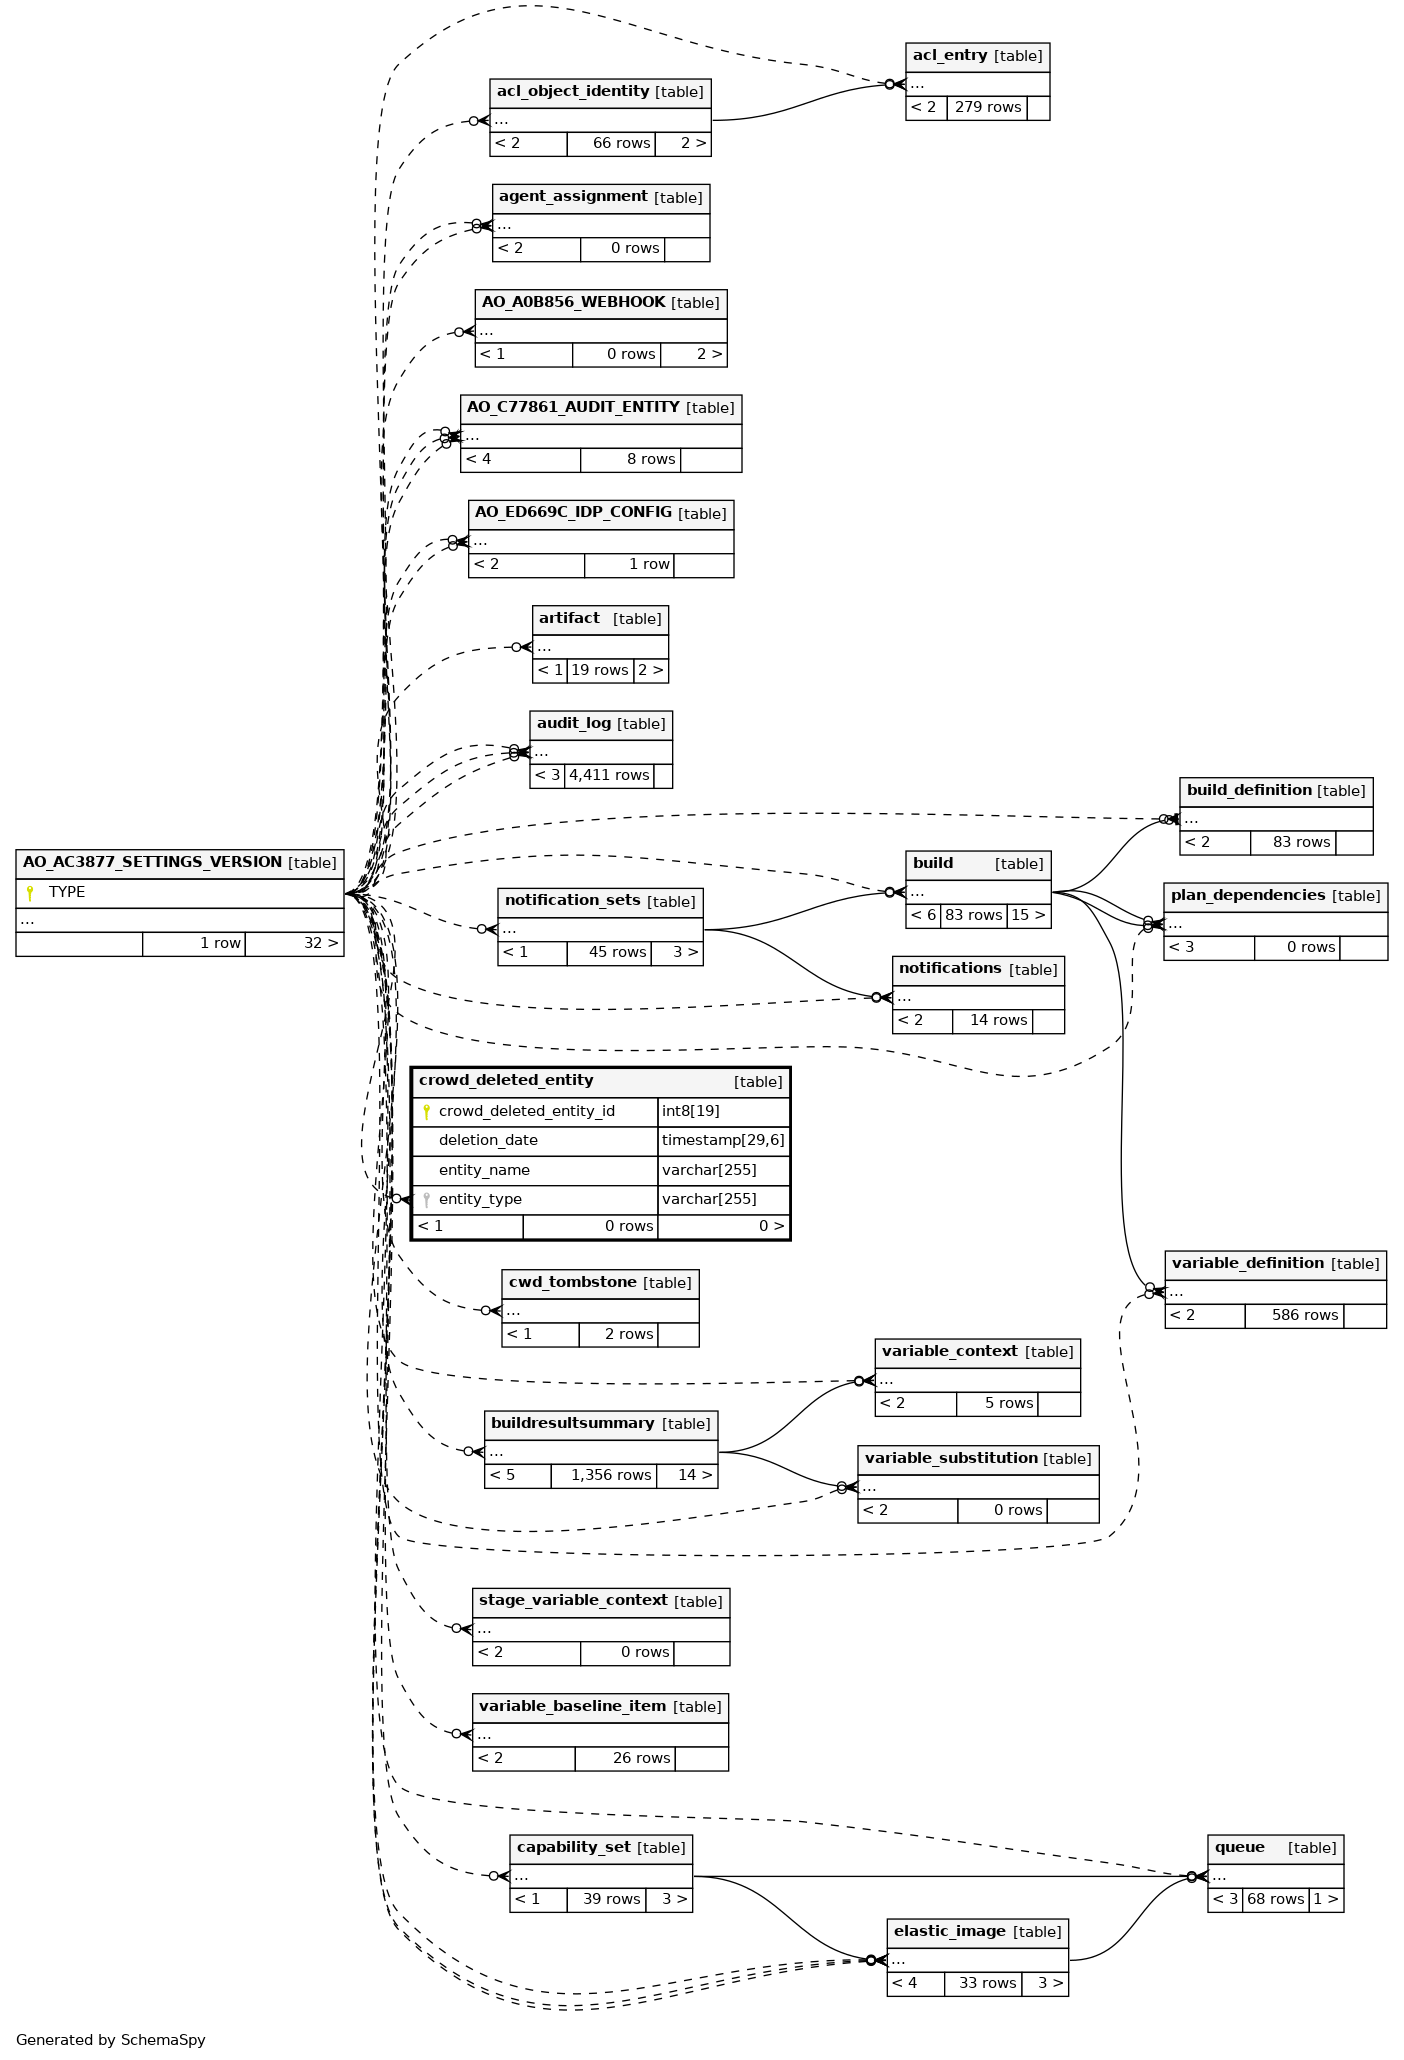 acl_entry [table]
...
< 2 279 rows
acl_object_identity [table]
...
< 2 66 rows 2 >
agent_assignment [table]
...
< 2 0 rows
AO_A0B856_WEBHOOK [table]
...
< 1 0 rows 2 >
AO_C77861_AUDIT_ENTITY [table]
...
< 4 8 rows
AO_ED669C_IDP_CONFIG [table]
...
< 2 1 row
artifact [table]
...
< 1 19 rows 2 >
audit_log [table]
...
< 3 4,411 rows
build_definition [table]
...
< 2 83 rows
AO_AC3877_SETTINGS_VERSION [table]
TYPE
...
1 row 32 >
build [table]
...
< 6 83 rows 15 >
plan_dependencies [table]
...
< 3 0 rows
notification_sets [table]
...
< 1 45 rows 3 >
notifications [table]
...
< 2 14 rows
crowd_deleted_entity [table]
crowd_deleted_entity_id int8[19]
deletion_date timestamp[29,6]
entity_name varchar[255]
entity_type varchar[255]
< 1 0 rows 0 >
variable_definition [table]
...
< 2 586 rows
cwd_tombstone [table]
...
< 1 2 rows
variable_context [table]
...
< 2 5 rows
buildresultsummary [table]
...
< 5 1,356 rows 14 >
variable_substitution [table]
...
< 2 0 rows
stage_variable_context [table]
...
< 2 0 rows
variable_baseline_item [table]
...
< 2 26 rows
capability_set [table]
...
< 1 39 rows 3 >
queue [table]
...
< 3 68 rows 1 >
elastic_image [table]
...
< 4 33 rows 3 >
Generated by SchemaSpy